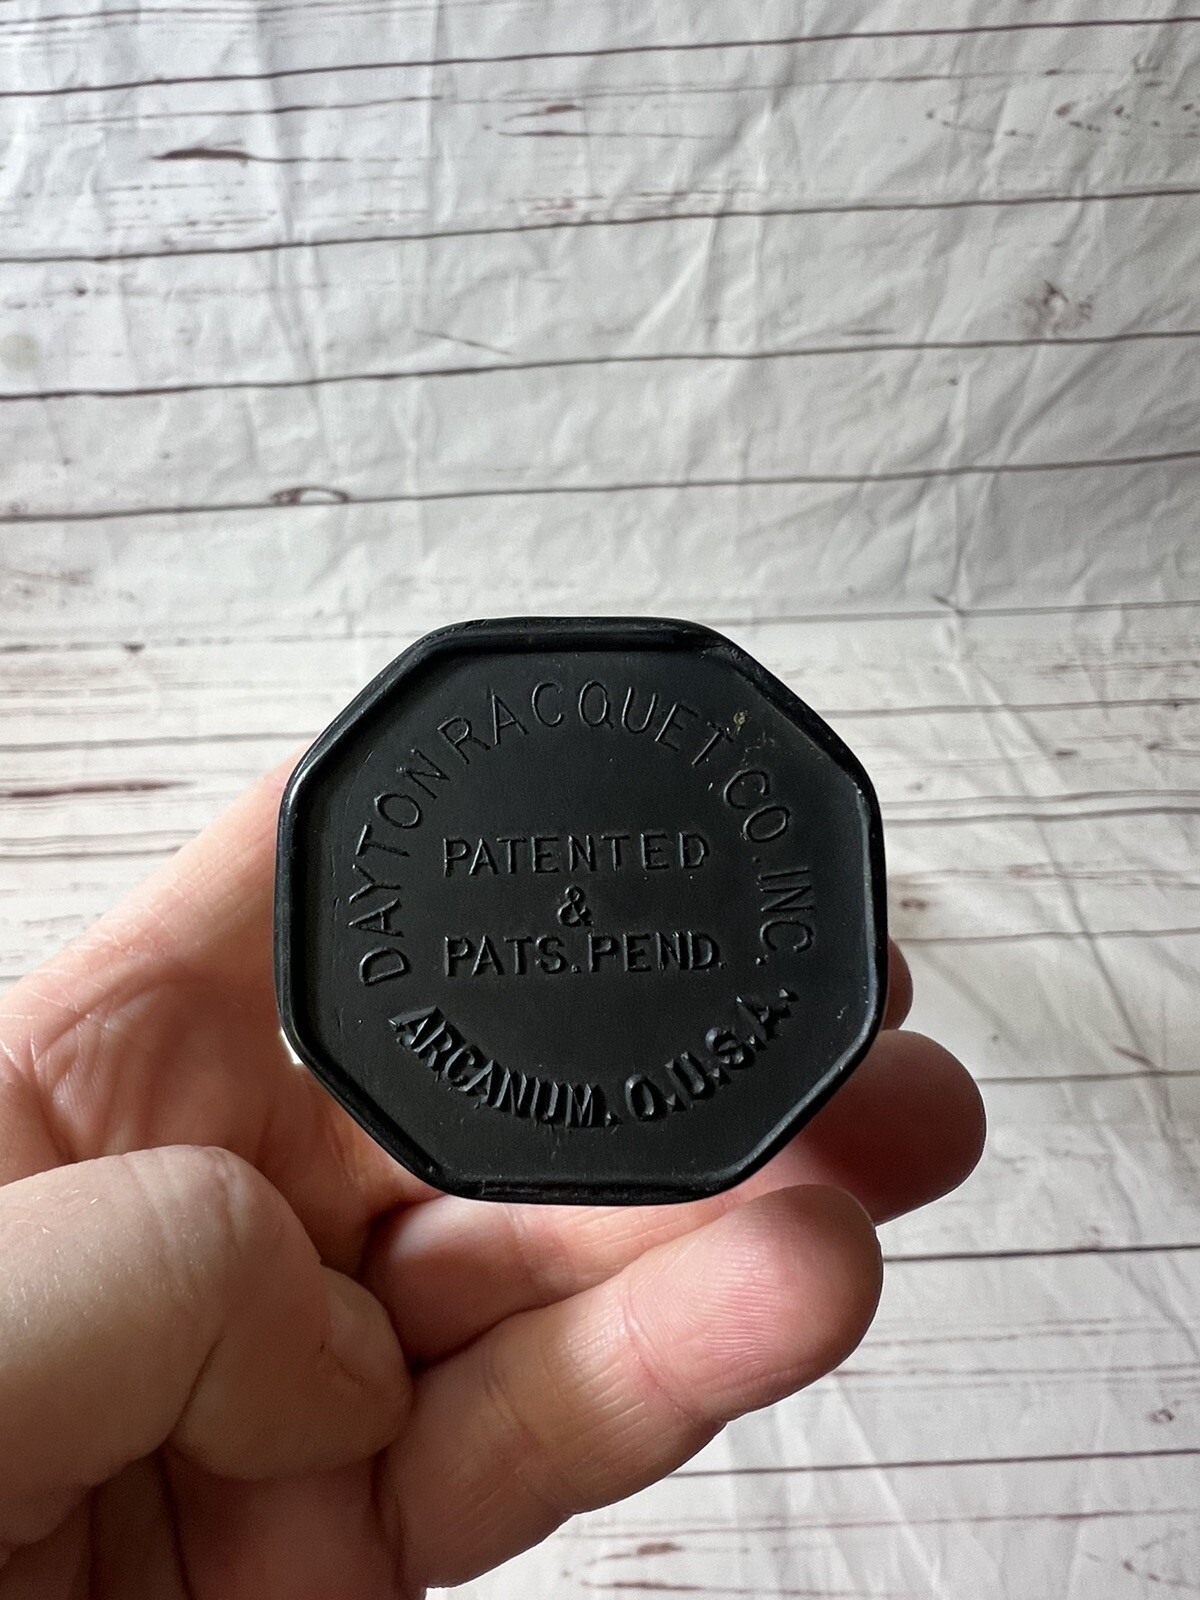 DAYTON RACQUET CO. INC.
PATENTED
&
PATS. PEND.
ARCANUM, O.U.S.A.